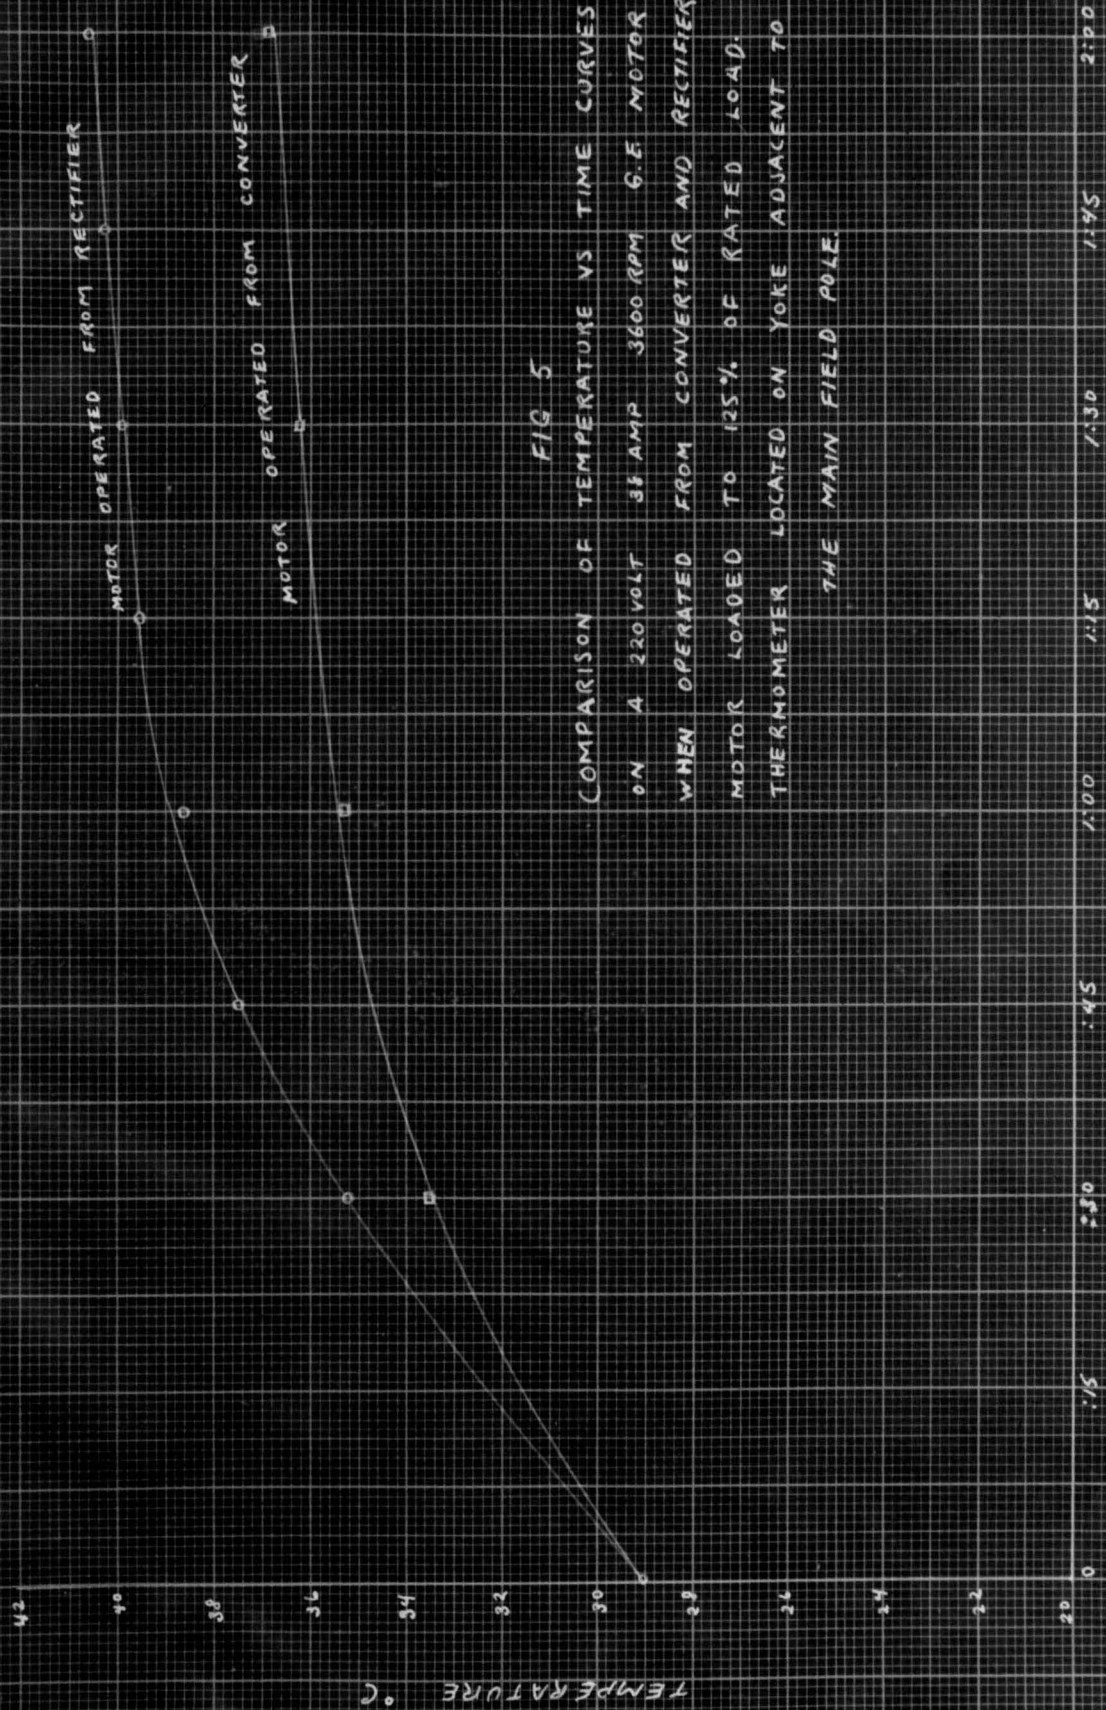 MOTOR OPERATED FROM RECTIFIER
MOTOR OPERATED FROM CONVERTER
FIG 5
COMPARISON OF TEMPERATURE VS TIME CURVES
ON A 220 VOLT AMP 3600 RPM G.E. MOTOR
WHEN OPERATED FROM CONVERTER AND RECTIFIER
MOTOR LOADED TO 125% OF RATED LOAD.
THERMOMETER LOCATED ON YOKE ADJACENT TO
THE MAIN FIELD POLE.
TEMPERATURE °C
42
40
38
36
34
32
30
28
26
24
22
20
0 :15 :30 :45 1:00 1:15 1:30 1:45 2:00